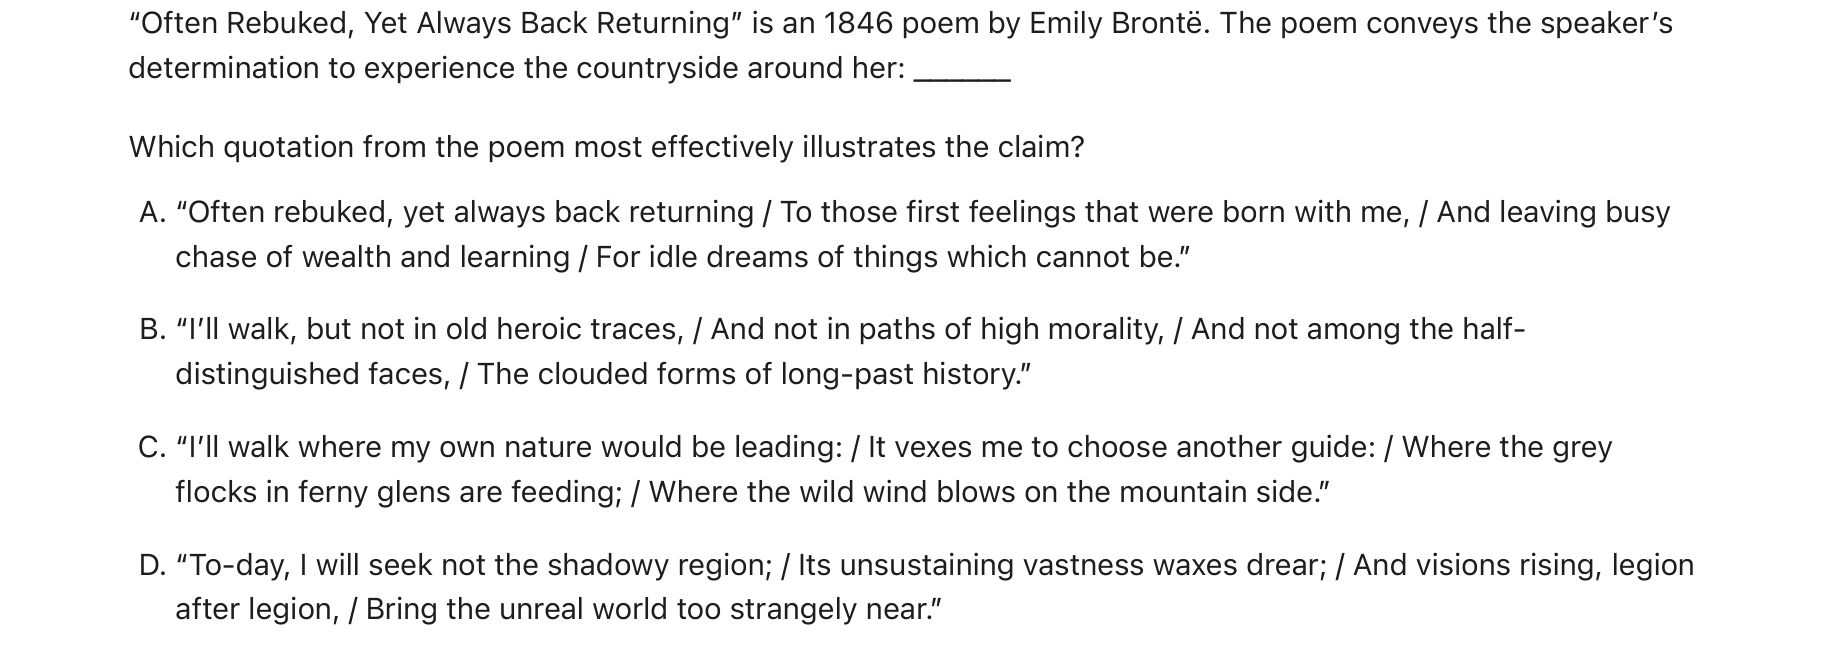 “Often Rebuked, Yet Always Back Returning” is an 1846 poem by Emily Brontë. The poem conveys the speaker’s
determination to experience the countryside around her: ______
Which quotation from the poem most effectively illustrates the claim?
A. “Often rebuked, yet always back returning / To those first feelings that were born with me, / And leaving busy
chase of wealth and learning / For idle dreams of things which cannot be.”
B. “I’ll walk, but not in old heroic traces, / And not in paths of high morality, / And not among the half-
distinguished faces, / The clouded forms of long-past history.”
C. “I’ll walk where my own nature would be leading: / It vexes me to choose another guide: / Where the grey
flocks in ferny glens are feeding; / Where the wild wind blows on the mountain side.”
D. “To-day, I will seek not the shadowy region; / Its unsustaining vastness waxes drear; / And visions rising, legion
after legion, / Bring the unreal world too strangely near.”